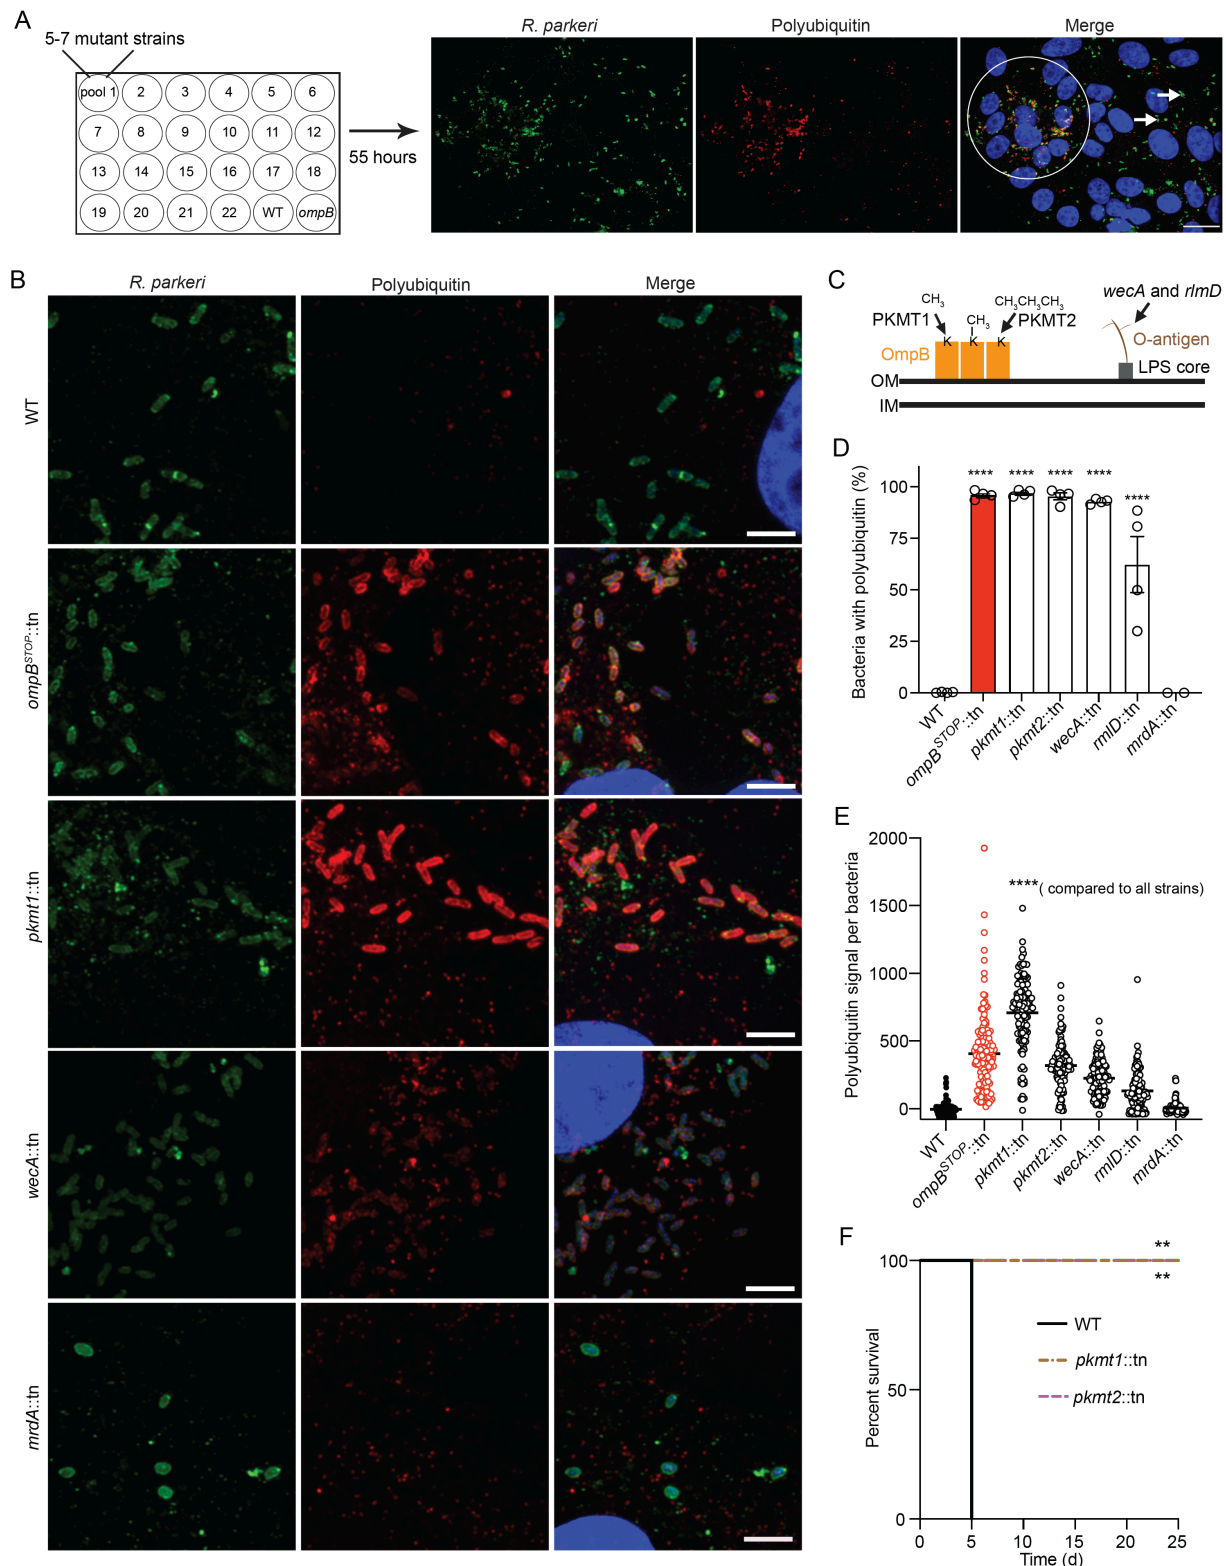 A
5-7 mutant strains
pool 1
2
3
4
5
6
7
8
9
10
11
12
13
14
15
16
17
18
19
20
21
22
WT
ompB
55 hours
R. parkeri
Polyubiquitin
Merge
B
R. parkeri
Polyubiquitin
Merge
WT
ompBSTOP::tn
pkmt1::tn
wecA::tn
mrdA::tn
C
wecA and rlmD
CH3
CH3CH3CH3
PKMT1
CH3
PKMT2
O-antigen
K
K
K
OmpB
LPS core
OM
IM
D
Bacteria with polyubiquitin (%)
100
75
50
25
0
****
****
****
****
****
WT
ompBSTOP::tn
pkmt1::tn
pkmt2::tn
wecA::tn
rmlD::tn
mrdA::tn
E
Polyubiquitin signal per bacteria
2000
1500
1000
500
0
****( compared to all strains)
WT
ompBSTOP::tn
pkmt1::tn
pkmt2::tn
wecA::tn
rmlD::tn
mrdA::tn
F
Percent survival
100
50
0
**
**
WT
pkmt1::tn
pkmt2::tn
0
5
10
15
20
25
Time (d)